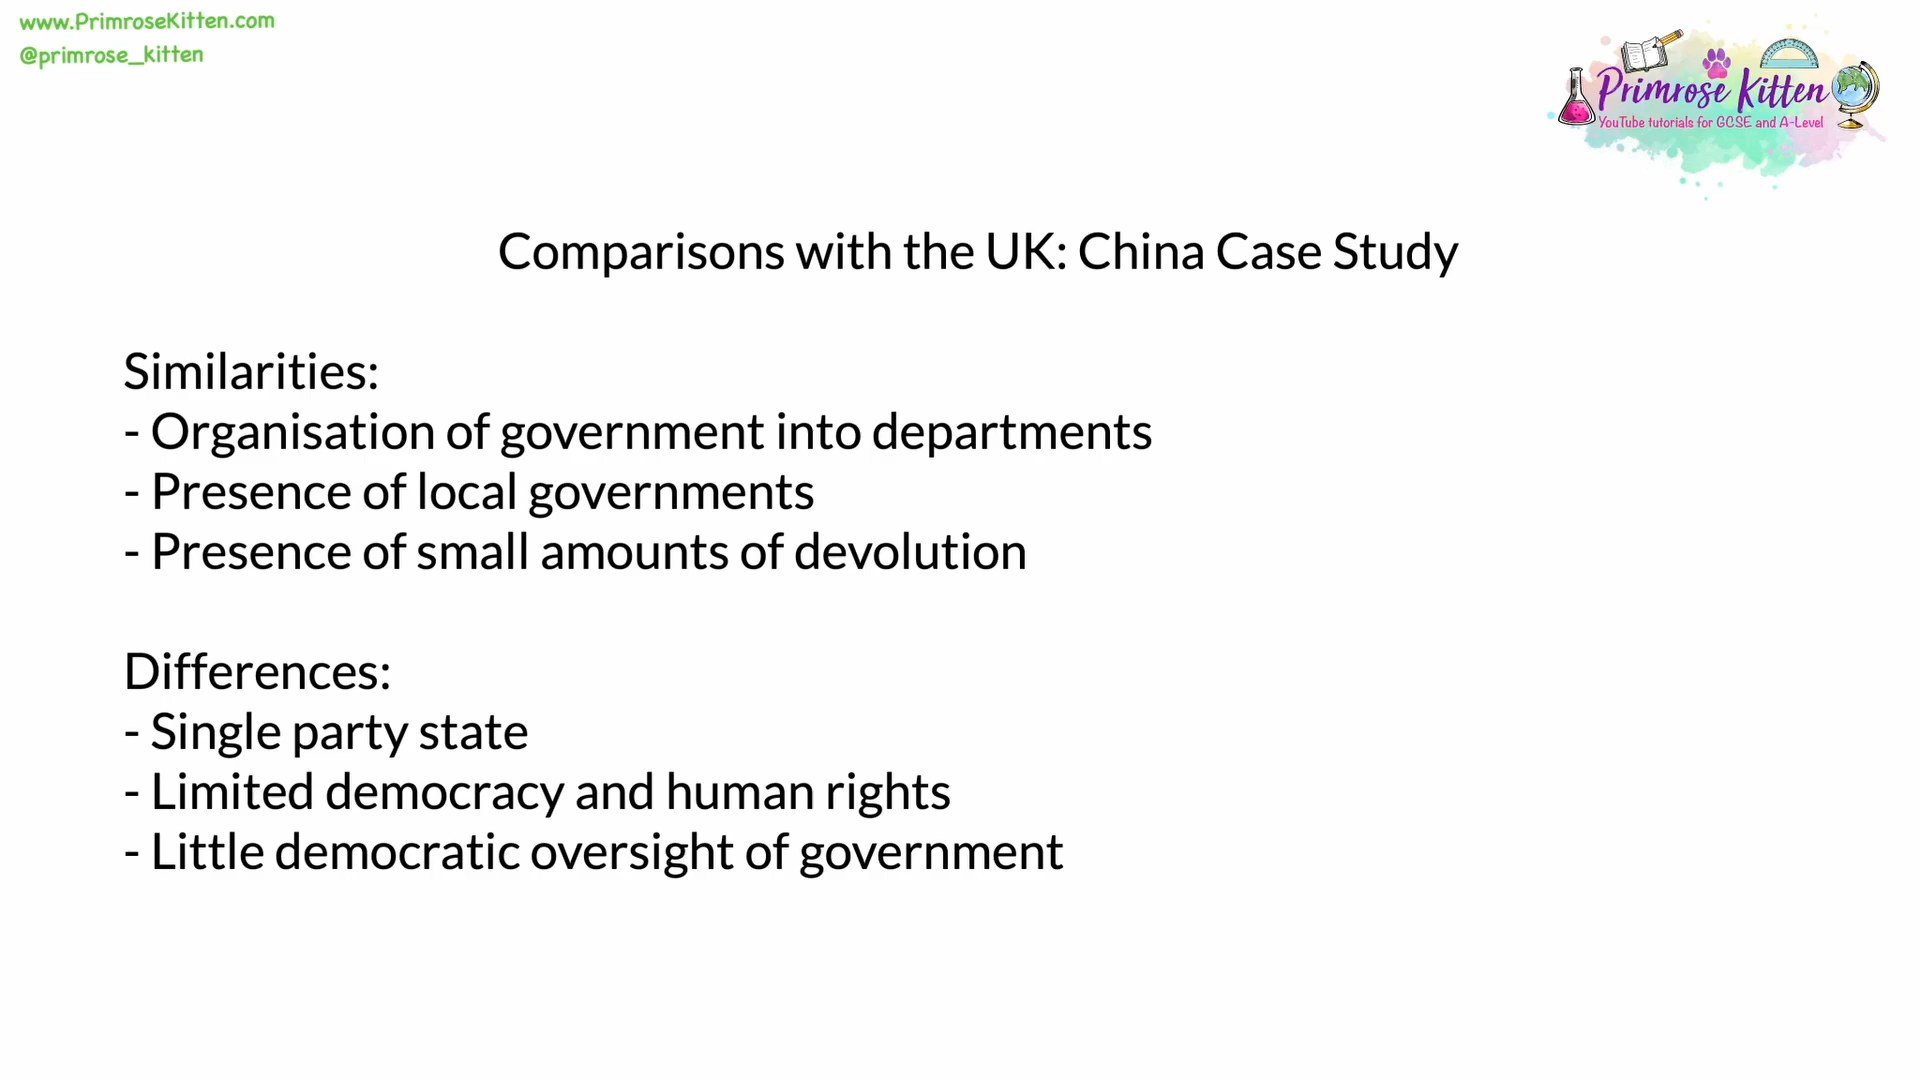 www.PrimroseKitten.com
@primrose_kitten
Primrose Kitten
YouTube tutorials for GCSE and A-Level
Comparisons with the UK: China Case Study
Similarities:
- Organisation of government into departments
- Presence of local governments
- Presence of small amounts of devolution
Differences:
- Single party state
- Limited democracy and human rights
- Little democratic oversight of government